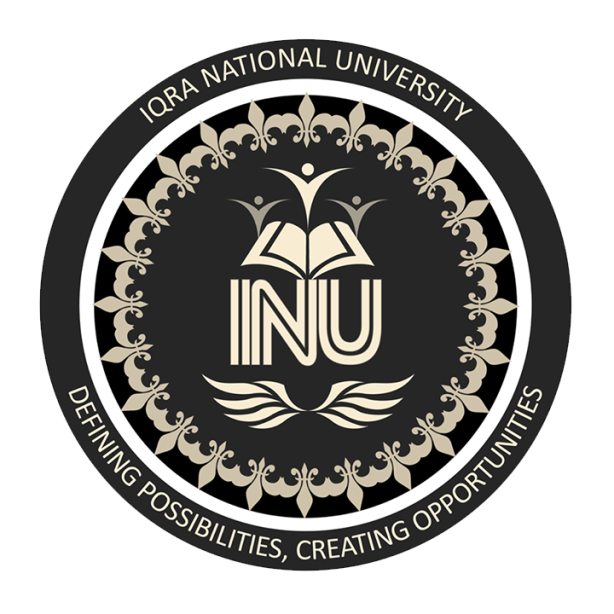 IQRA NATIONAL UNIVERSITY
INU
DEFINING POSSIBILITIES, CREATING OPPORTUNITIES